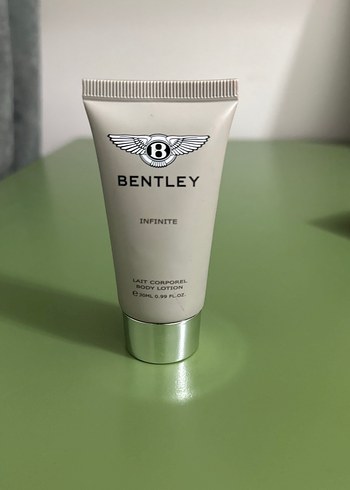 B
BENTLEY
INFINITE
LAIT CORPOREL
BODY LOTION
℮ 30ML 0.99 FL.OZ.